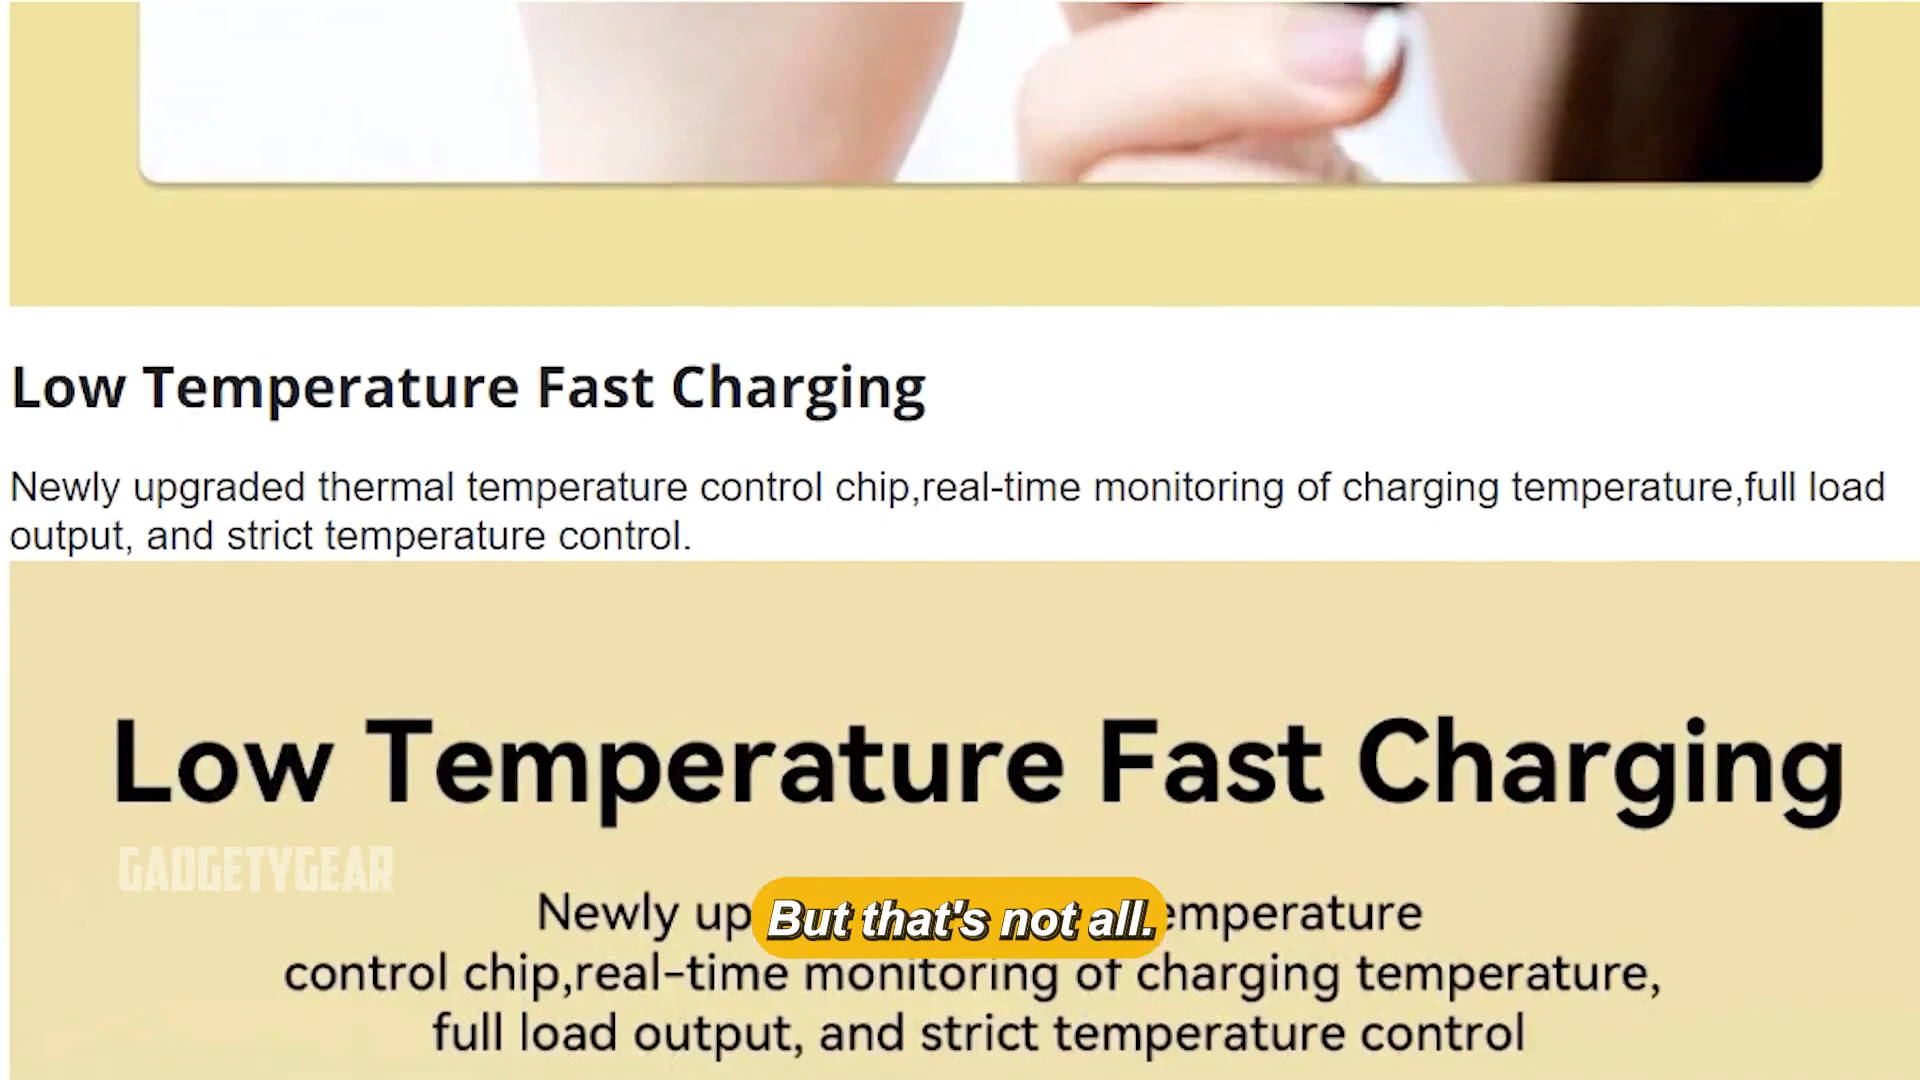 Low Temperature Fast Charging
Newly upgraded thermal temperature control chip,real-time monitoring of charging temperature,full load
output, and strict temperature control.
Low Temperature Fast Charging
GADGETYGEAR
Newly up emperature
But that's not all.
control chip,real-time monitoring of charging temperature,
full load output, and strict temperature control